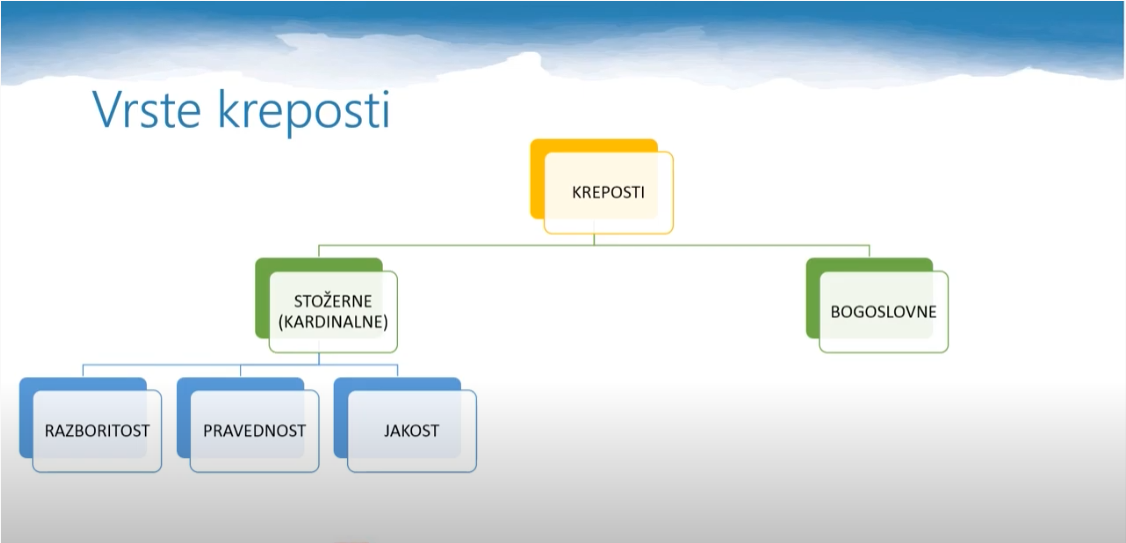 Vrste kreposti
KREPOSTI
STOŽERNE
(KARDINALNE)
BOGOSLOVNE
RAZBORITOST
PRAVEDNOST
JAKOST